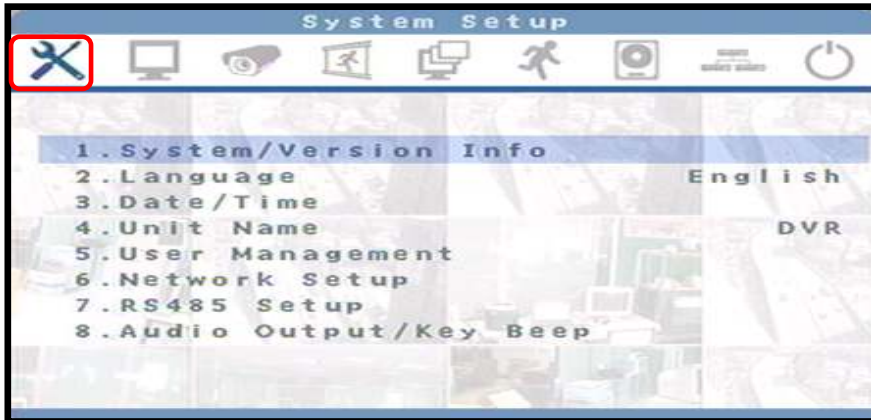 System Setup
1.System/Version Info
2.Language English
3.Date/Time
4.Unit Name DVR
5.User Management
6.Network Setup
7.RS485 Setup
8.Audio Output/Key Beep